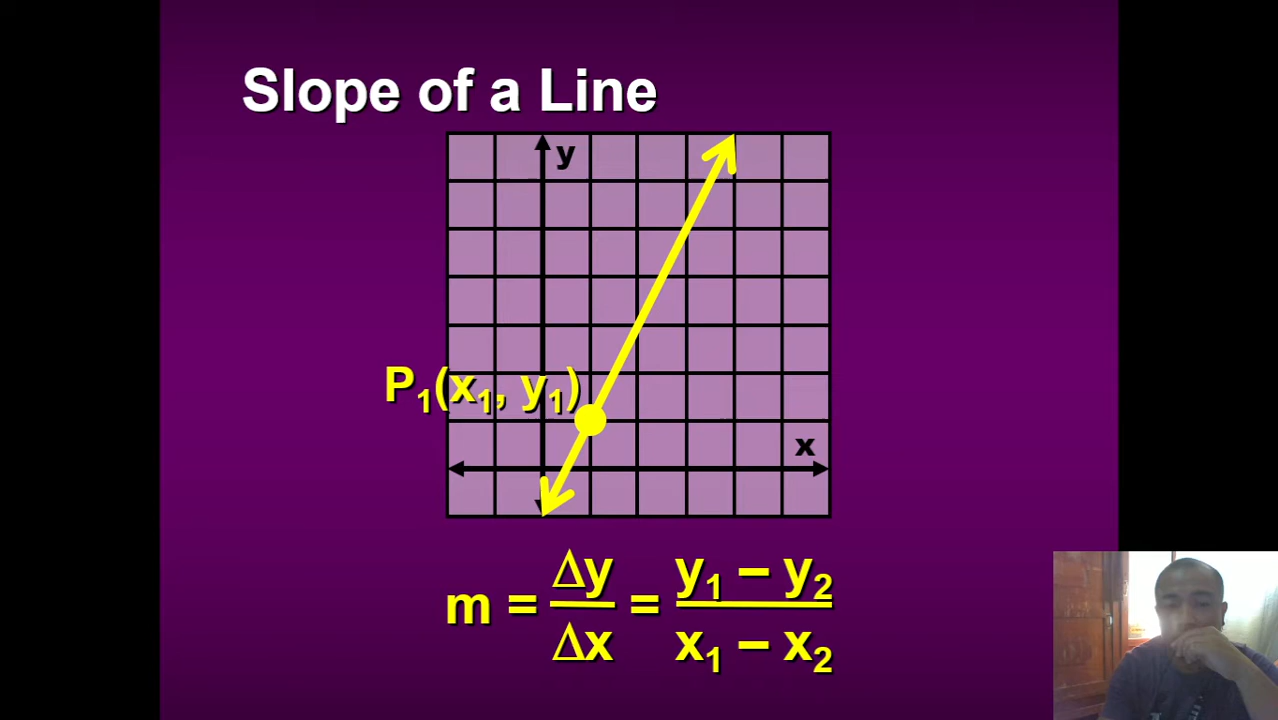 Slope of a Line
y
P₁(x₁, y₁)
x
m = Δy/Δx = y₁ – y₂/x₁ – x₂